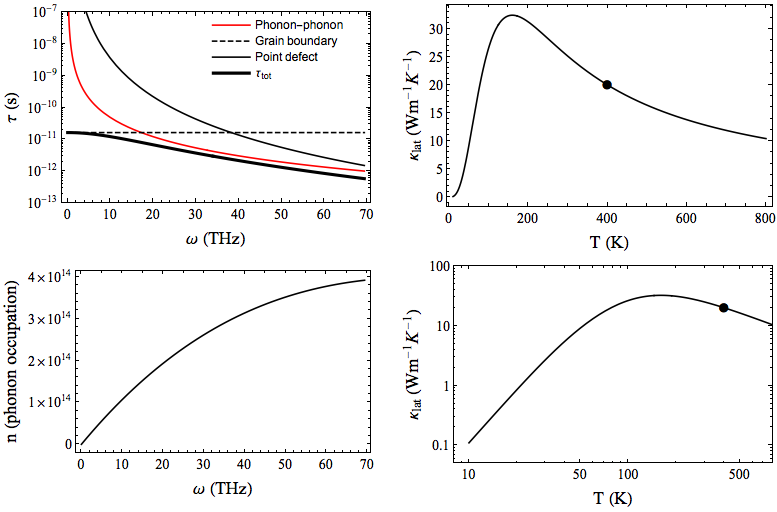 10⁻⁷
10⁻⁸
10⁻⁹
10⁻¹⁰
10⁻¹¹
10⁻¹²
10⁻¹³
τ (s)
Phonon–phonon
Grain boundary
Point defect
τtot
0 10 20 30 40 50 60 70
ω (THz)
30
25
20
15
10
5
0
κlat (Wm⁻¹K⁻¹)
0 200 400 600 800
T (K)
4×10¹⁴
3×10¹⁴
2×10¹⁴
1×10¹⁴
0
n (phonon occupation)
0 10 20 30 40 50 60 70
ω (THz)
100
10
1
0.1
κlat (Wm⁻¹K⁻¹)
10 50 100 500
T (K)